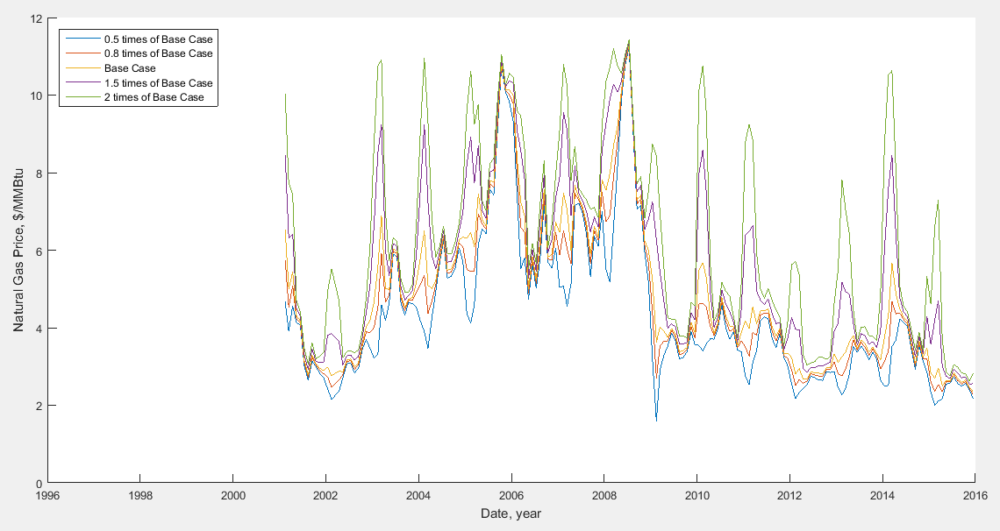 12
10
8
6
4
2
0
Natural Gas Price, $/MMBtu
0.5 times of Base Case
0.8 times of Base Case
Base Case
1.5 times of Base Case
2 times of Base Case
1996 1998 2000 2002 2004 2006 2008 2010 2012 2014 2016
Date, year